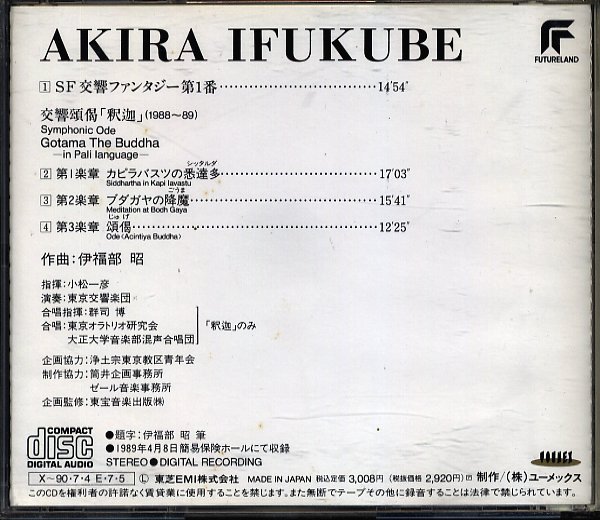 AKIRA IFUKUBE
FUTURELAND
1 SF交響ファンタジー第1番 14'54"
交響頌偈「釈迦」(1988～89)
Symphonic Ode
Gotama The Buddha
—in Pali language—
2 第1楽章 カピラバスツの悉達多 17'03"
シッタルダ
Siddhartha in Kapi lavastu
3 第2楽章 ブダガヤの降魔 15'41"
ごうま
Meditation at Bodh Gaya
4 第3楽章 頌偈 12'25"
じゅげ
Ode〈Acintiya Buddha〉
作曲：伊福部 昭
指揮：小松一彦
演奏：東京交響楽団
合唱指揮：群司 博
合唱：東京オラトリオ研究会
大正大学音楽部混声合唱団
「釈迦」のみ
企画協力：浄土宗東京教区青年会
制作協力：筒井企画事務所
ゼール音楽事務所
企画監修：東宝音楽出版㈱
COMPACT
disc
DIGITAL AUDIO
●題字：伊福部 昭 筆
●1989年4月8日簡易保険ホールにて収録
STEREO●DIGITAL RECORDING
X－90・7・4 E・7・5 Ⓛ 東芝EMI株式会社 MADE IN JAPAN 税込定価 3,008円 (税抜価格 2,920円) 制作／(株)ユーメックス
このCDを権利者の許諾なく賃貸業に使用することを禁じます。また無断でテープその他に録音することは法律で禁じられています。